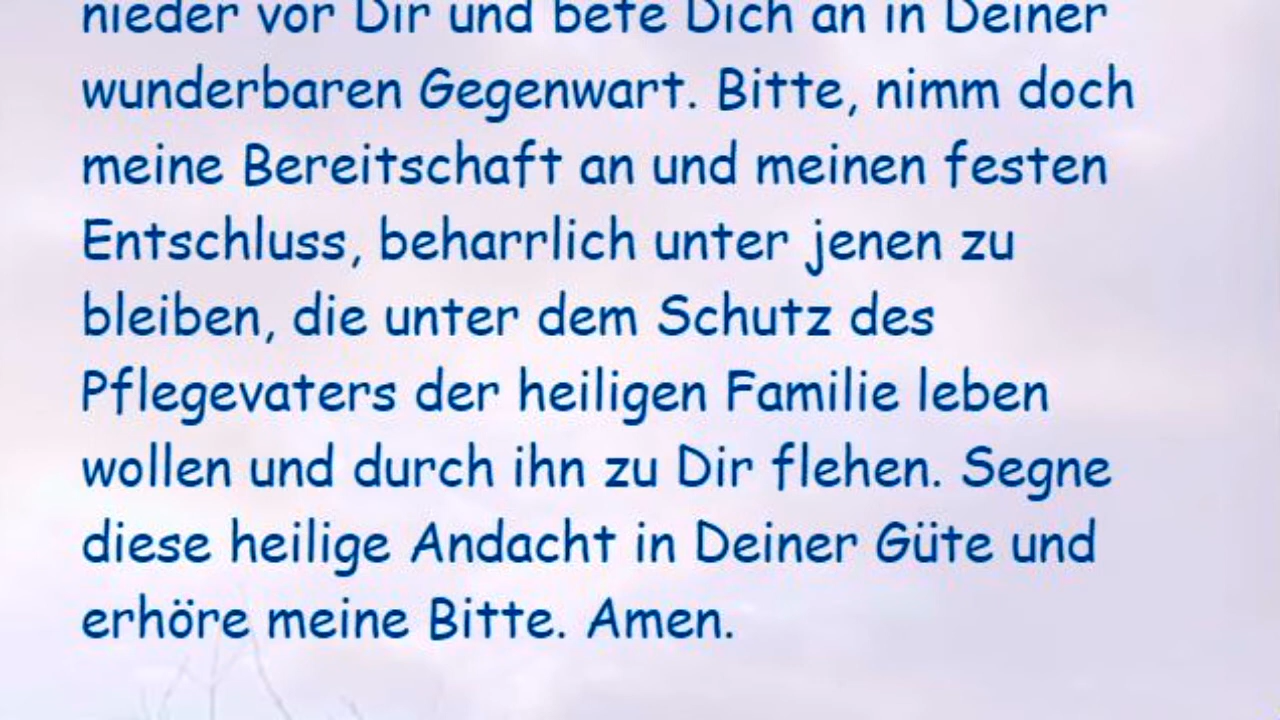 nieder vor Dir und bete Dich an in Deiner
wunderbaren Gegenwart. Bitte, nimm doch
meine Bereitschaft an und meinen festen
Entschluss, beharrlich unter jenen zu
bleiben, die unter dem Schutz des
Pflegevaters der heiligen Familie leben
wollen und durch ihn zu Dir flehen. Segne
diese heilige Andacht in Deiner Güte und
erhöre meine Bitte. Amen.